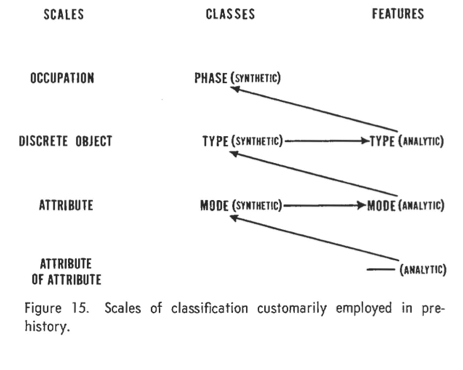 SCALES CLASSES FEATURES
OCCUPATION PHASE (SYNTHETIC)
DISCRETE OBJECT TYPE (SYNTHETIC) TYPE (ANALYTIC)
ATTRIBUTE MODE (SYNTHETIC) MODE (ANALYTIC)
ATTRIBUTE
OF ATTRIBUTE — (ANALYTIC)
Figure 15. Scales of classification customarily employed in pre-
history.